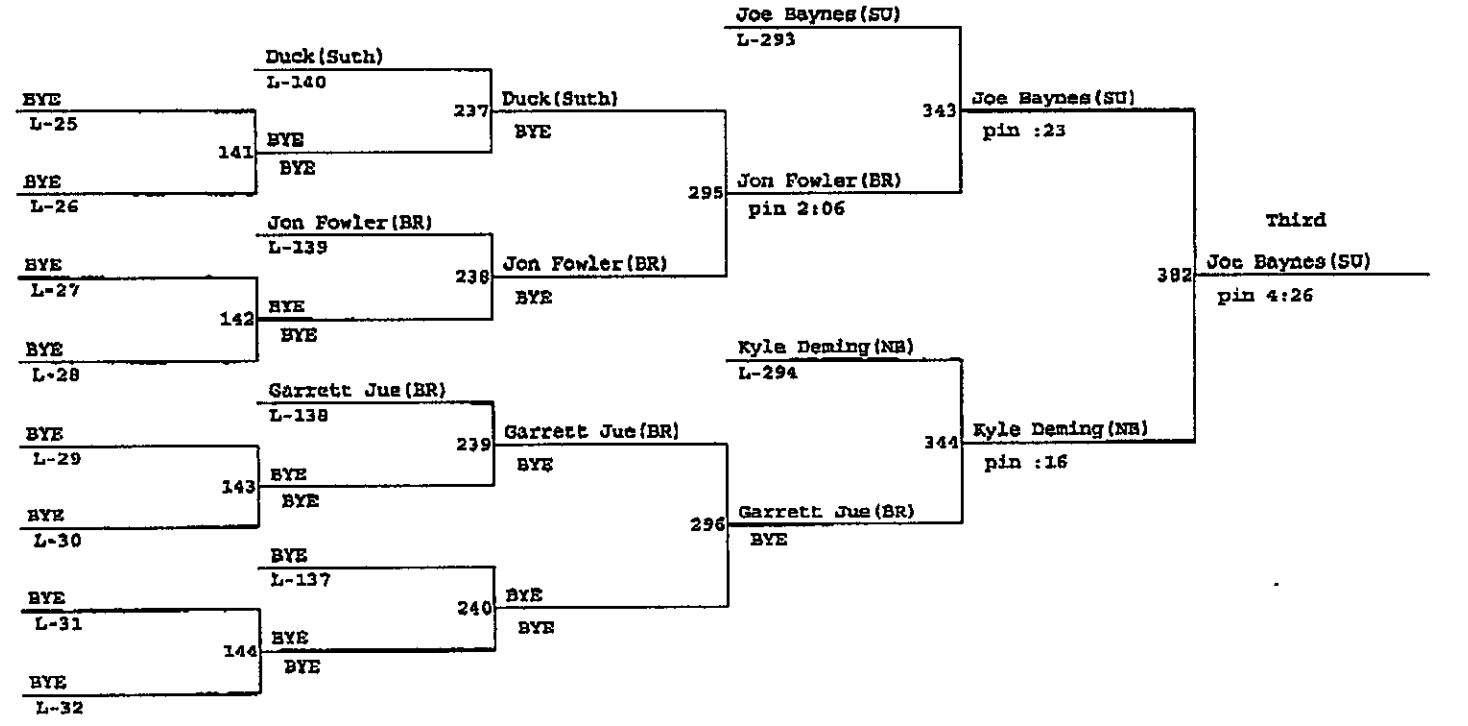 Joe Baynes(SU)
L-293
Duck(Suth)
L-140
BYE
L-25
237
Duck(Suth)
BYE
343
Joe Baynes(SU)
pin :23
141
BYE
BYE
BYE
L-26
295
Jon Fowler(BR)
pin 2:06
Jon Fowler(BR)
L-139
Third
BYE
L-27
238
Jon Fowler(BR)
BYE
382
Joe Baynes(SU)
pin 4:26
142
BYE
BYE
BYE
L-28
Kyle Deming(NB)
L-294
Garrett Jue(BR)
L-138
BYE
L-29
239
Garrett Jue(BR)
BYE
344
Kyle Deming(NB)
pin :16
143
BYE
BYE
BYE
L-30
296
Garrett Jue(BR)
BYE
BYE
L-137
BYE
L-31
240
BYE
BYE
144
BYE
BYE
BYE
L-32